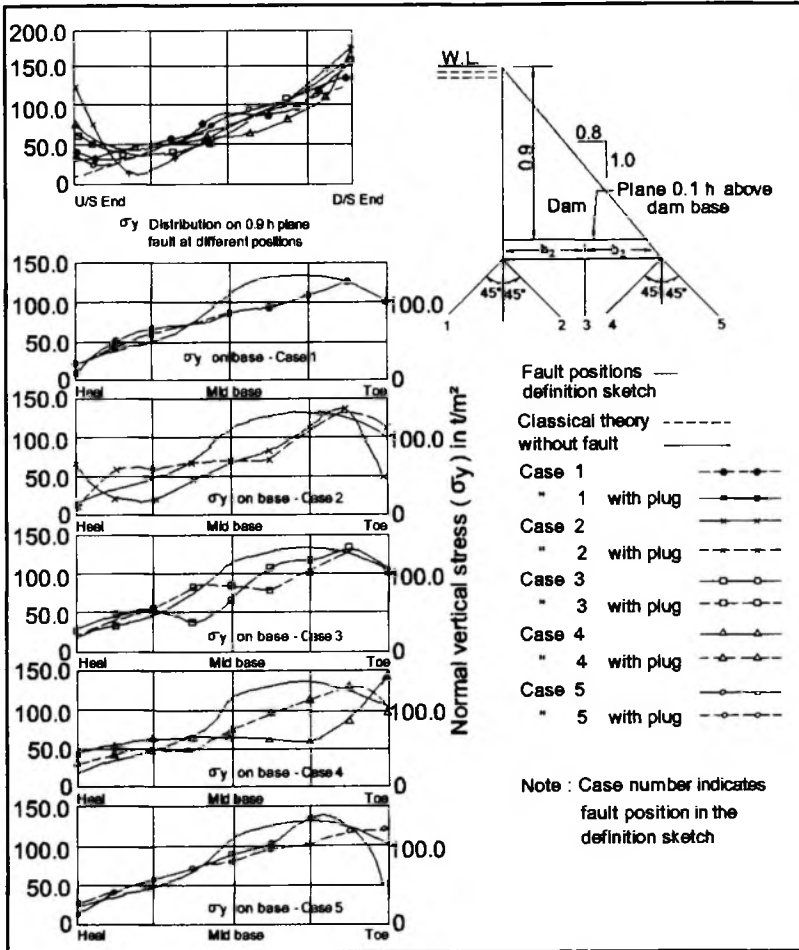 200.0
150.0
100.0
50.0
0
U/S End
D/S End
σy Distribution on 0.9 h plane
fault at different positions
150.0
100.0
50.0
0
100.0
0
σy on base - Case 1
Heel
Mid base
Toe
150.0
100.0
50.0
0
100.0
0
σy on base - Case 2
Heel
Mid base
Toe
150.0
100.0
50.0
0
100.0
0
σy on base - Case 3
Heel
Mid base
Toe
150.0
100.0
50.0
0
100.0
0
σy on base - Case 4
Heel
Mid base
Toe
150.0
100.0
50.0
0
100.0
0
σy on base - Case 5
Heel
Mid base
Toe
Normal vertical stress (σy) in t/m²
W.L.
0.9
0.8
1.0
Plane 0.1 h above
dam base
Dam
b2
b2
45° 45°
45° 45°
1
2
3
4
5
Fault positions
definition sketch
Classical theory
without fault
Case 1
" 1 with plug
Case 2
" 2 with plug
Case 3
" 3 with plug
Case 4
" 4 with plug
Case 5
" 5 with plug
Note : Case number indicates
fault position in the
definition sketch